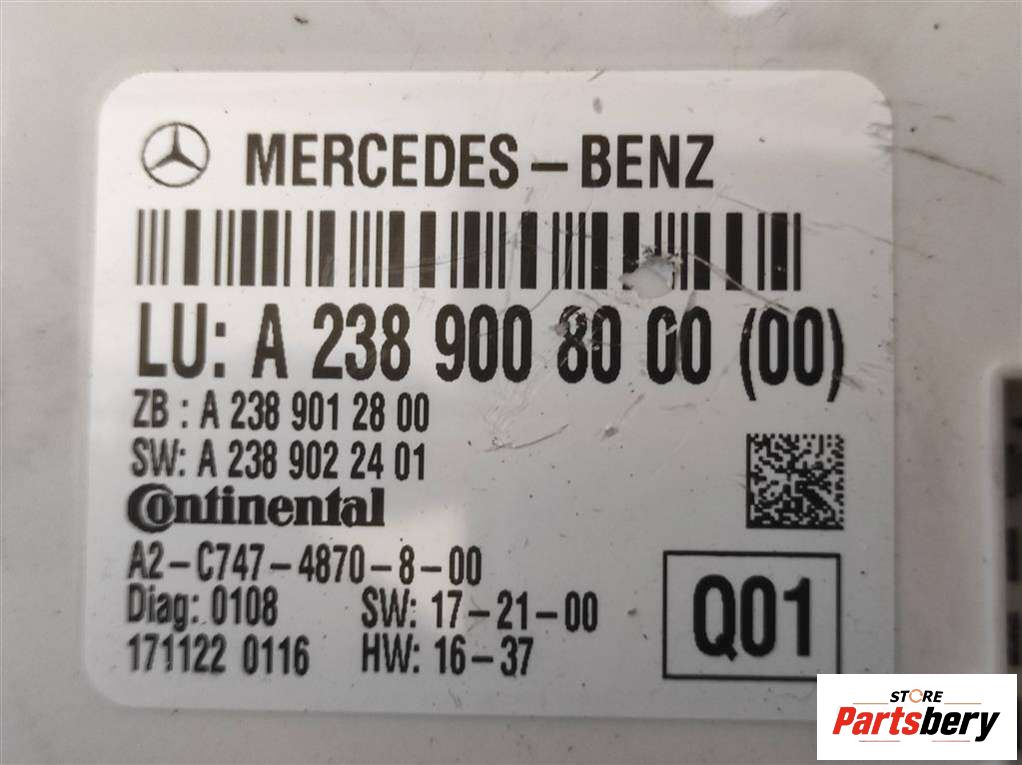 MERCEDES-BENZ
LU: A 238 900 80 00 (00)
ZB : A 238 901 28 00
SW: A 238 902 24 01
Continental
A2-C747-4870-8-00
Diag: 0108 SW: 17-21-00
171122 0116 HW: 16-37
Q01
STORE
Partsbery